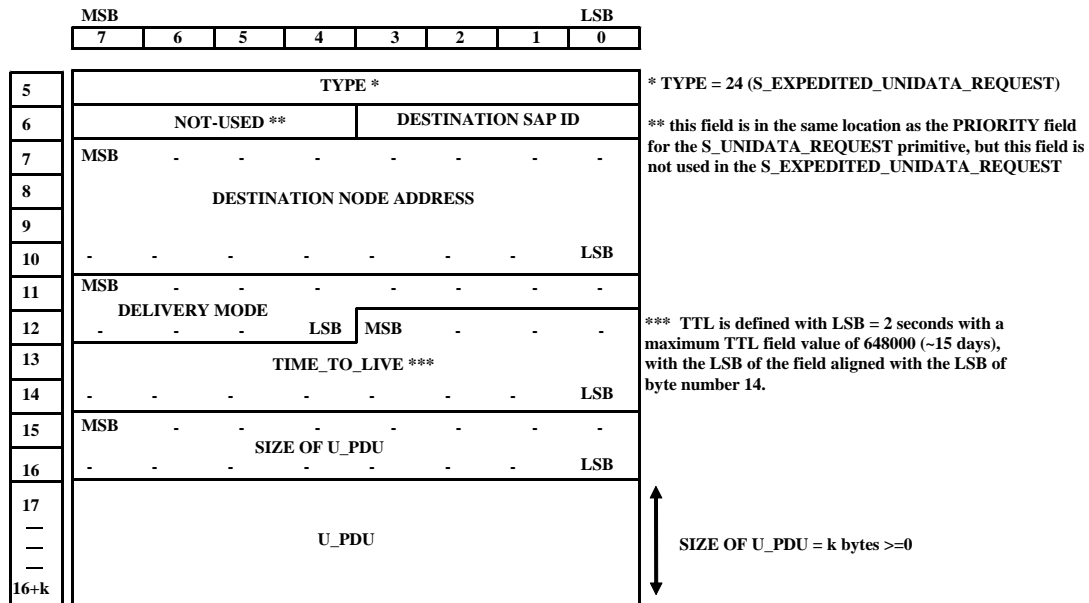 MSB LSB
7 6 5 4 3 2 1 0
5 TYPE * * TYPE = 24 (S_EXPEDITED_UNIDATA_REQUEST)
6 NOT-USED ** DESTINATION SAP ID
** this field is in the same location as the PRIORITY field
for the S_UNIDATA_REQUEST primitive, but this field is
not used in the S_EXPEDITED_UNIDATA_REQUEST
7 MSB - - - - - - -
8 DESTINATION NODE ADDRESS
9
10 - - - - - - - LSB
11 MSB - - - - - - -
DELIVERY MODE
12 - - - LSB MSB - - -
*** TTL is defined with LSB = 2 seconds with a
maximum TTL field value of 648000 (~15 days),
with the LSB of the field aligned with the LSB of
byte number 14.
13 TIME_TO_LIVE ***
14 - - - - - - - LSB
15 MSB - - - - - - -
SIZE OF U_PDU
16 - - - - - - - LSB
17
—
U_PDU
—
SIZE OF U_PDU = k bytes >=0
—
16+k